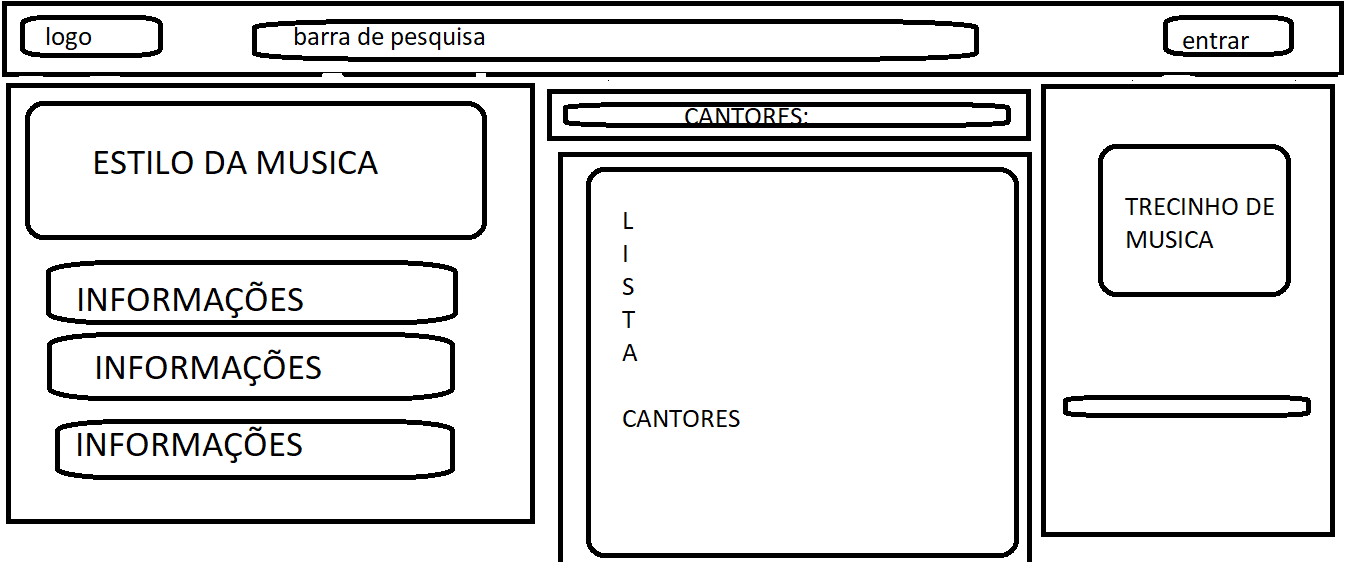 logo
barra de pesquisa
entrar
ESTILO DA MUSICA
INFORMAÇÕES
INFORMAÇÕES
INFORMAÇÕES
CANTORES:
L
I
S
T
A
CANTORES
TRECINHO DE
MUSICA